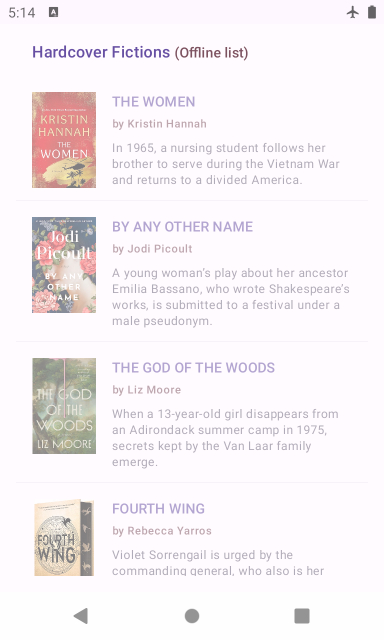 5:14
Hardcover Fictions (Offline list)
KRISTIN
HANNAH
THE
WOMEN
THE WOMEN
by Kristin Hannah
In 1965, a nursing student follows her
brother to serve during the Vietnam War
and returns to a divided America.
Jodi
Picoult
BY ANY
OTHER
NAME
BY ANY OTHER NAME
by Jodi Picoult
A young woman's play about her ancestor
Emilia Bassano, who wrote Shakespeare's
works, is submitted to a festival under a
male pseudonym.
THE GOD
OF THE
WOODS
LIZ MOORE
THE GOD OF THE WOODS
by Liz Moore
When a 13-year-old girl disappears from
an Adirondack summer camp in 1975,
secrets kept by the Van Laar family
emerge.
FOURTH
WING
FOURTH WING
by Rebecca Yarros
Violet Sorrengail is urged by the
commanding general, who also is her